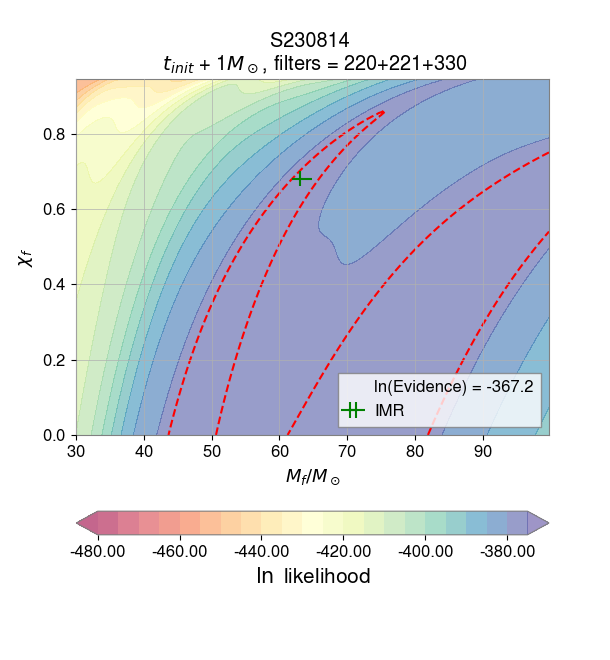 S230814
t_init + 1M_⊙, filters = 220+221+330
0.8
0.6
0.4
0.2
0.0
χ_f
30 40 50 60 70 80 90
M_f/M_⊙
ln(Evidence) = -367.2
IMR
-480.00 -460.00 -440.00 -420.00 -400.00 -380.00
ln likelihood